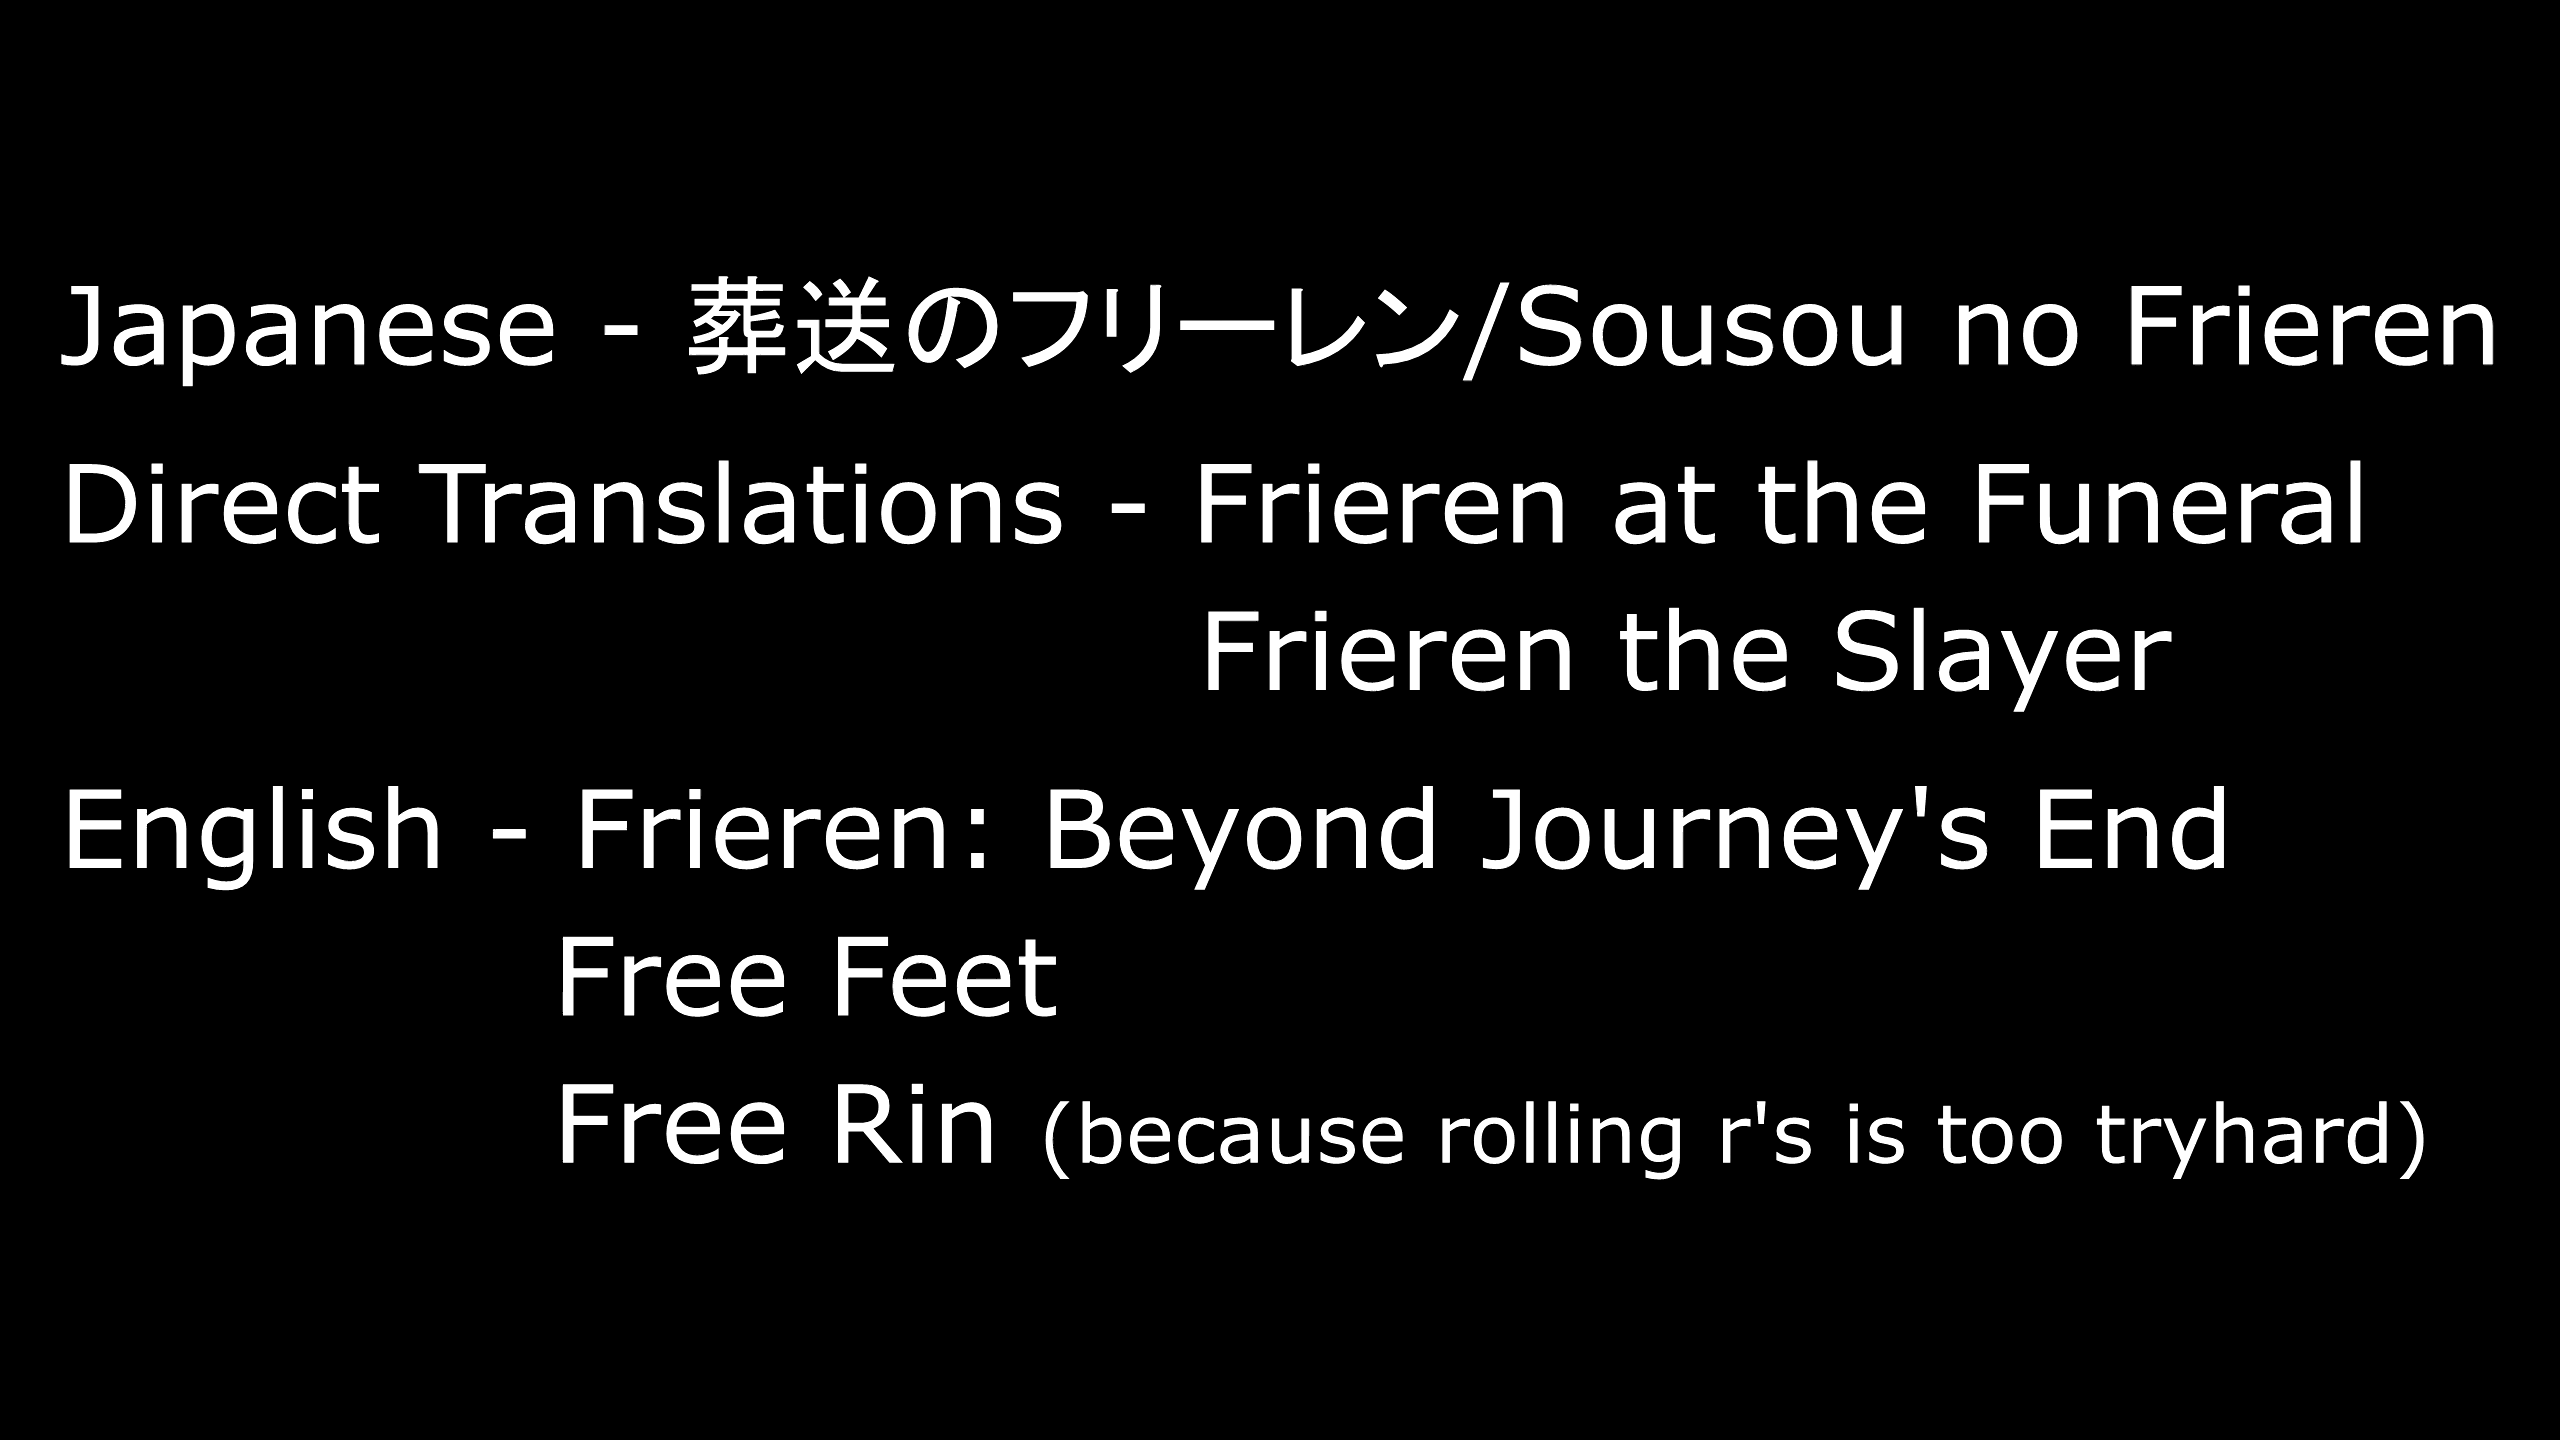 Japanese - 葬送のフリーレン/Sousou no Frieren
Direct Translations - Frieren at the Funeral
Frieren the Slayer
English - Frieren: Beyond Journey's End
Free Feet
Free Rin (because rolling r's is too tryhard)